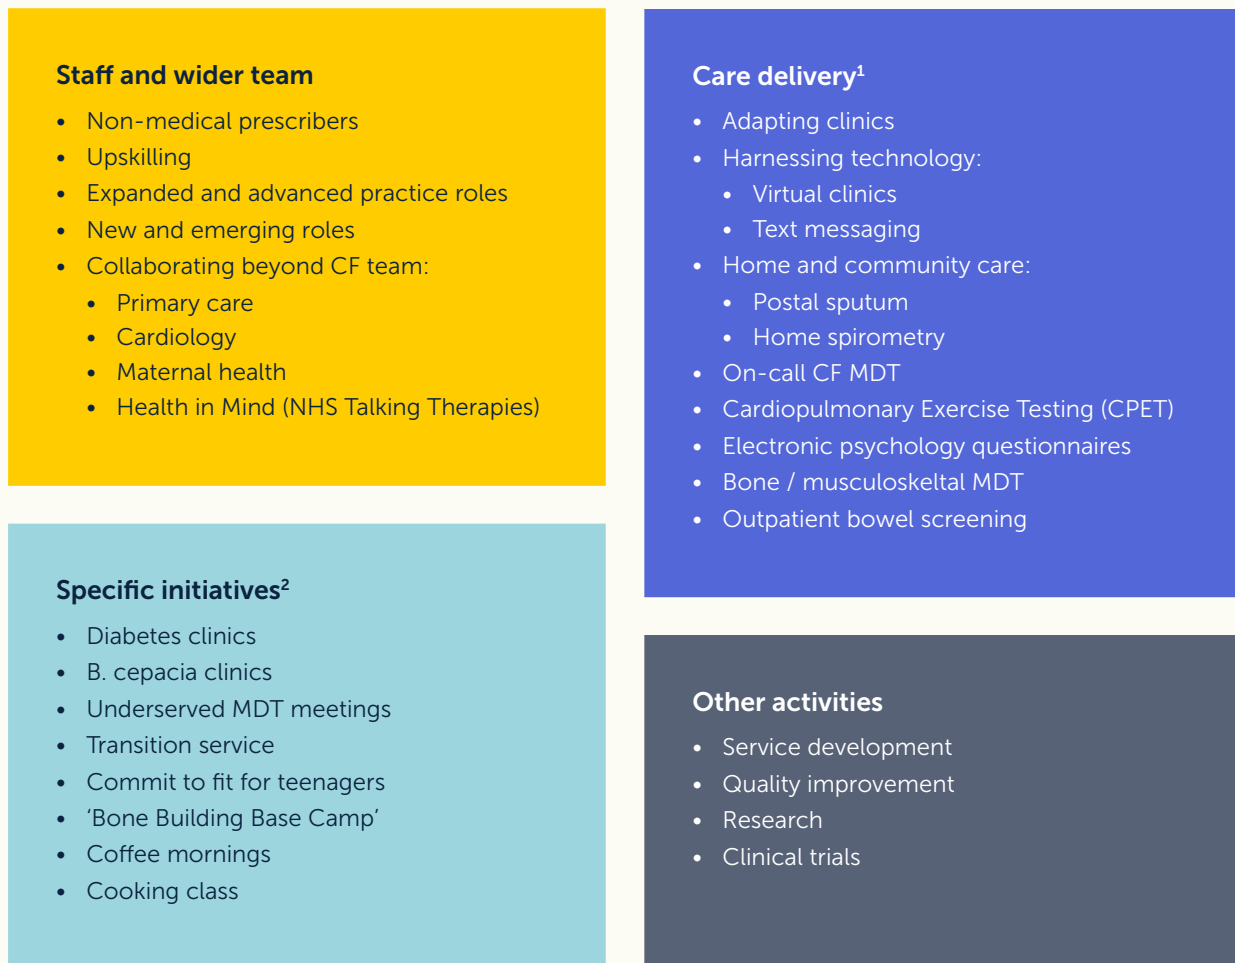 Staff and wider team
• Non-medical prescribers
• Upskilling
• Expanded and advanced practice roles
• New and emerging roles
• Collaborating beyond CF team:
• Primary care
• Cardiology
• Maternal health
• Health in Mind (NHS Talking Therapies)
Specific initiatives²
• Diabetes clinics
• B. cepacia clinics
• Underserved MDT meetings
• Transition service
• Commit to fit for teenagers
• ‘Bone Building Base Camp’
• Coffee mornings
• Cooking class
Care delivery¹
• Adapting clinics
• Harnessing technology:
• Virtual clinics
• Text messaging
• Home and community care:
• Postal sputum
• Home spirometry
• On-call CF MDT
• Cardiopulmonary Exercise Testing (CPET)
• Electronic psychology questionnaires
• Bone / musculoskeltal MDT
• Outpatient bowel screening
Other activities
• Service development
• Quality improvement
• Research
• Clinical trials